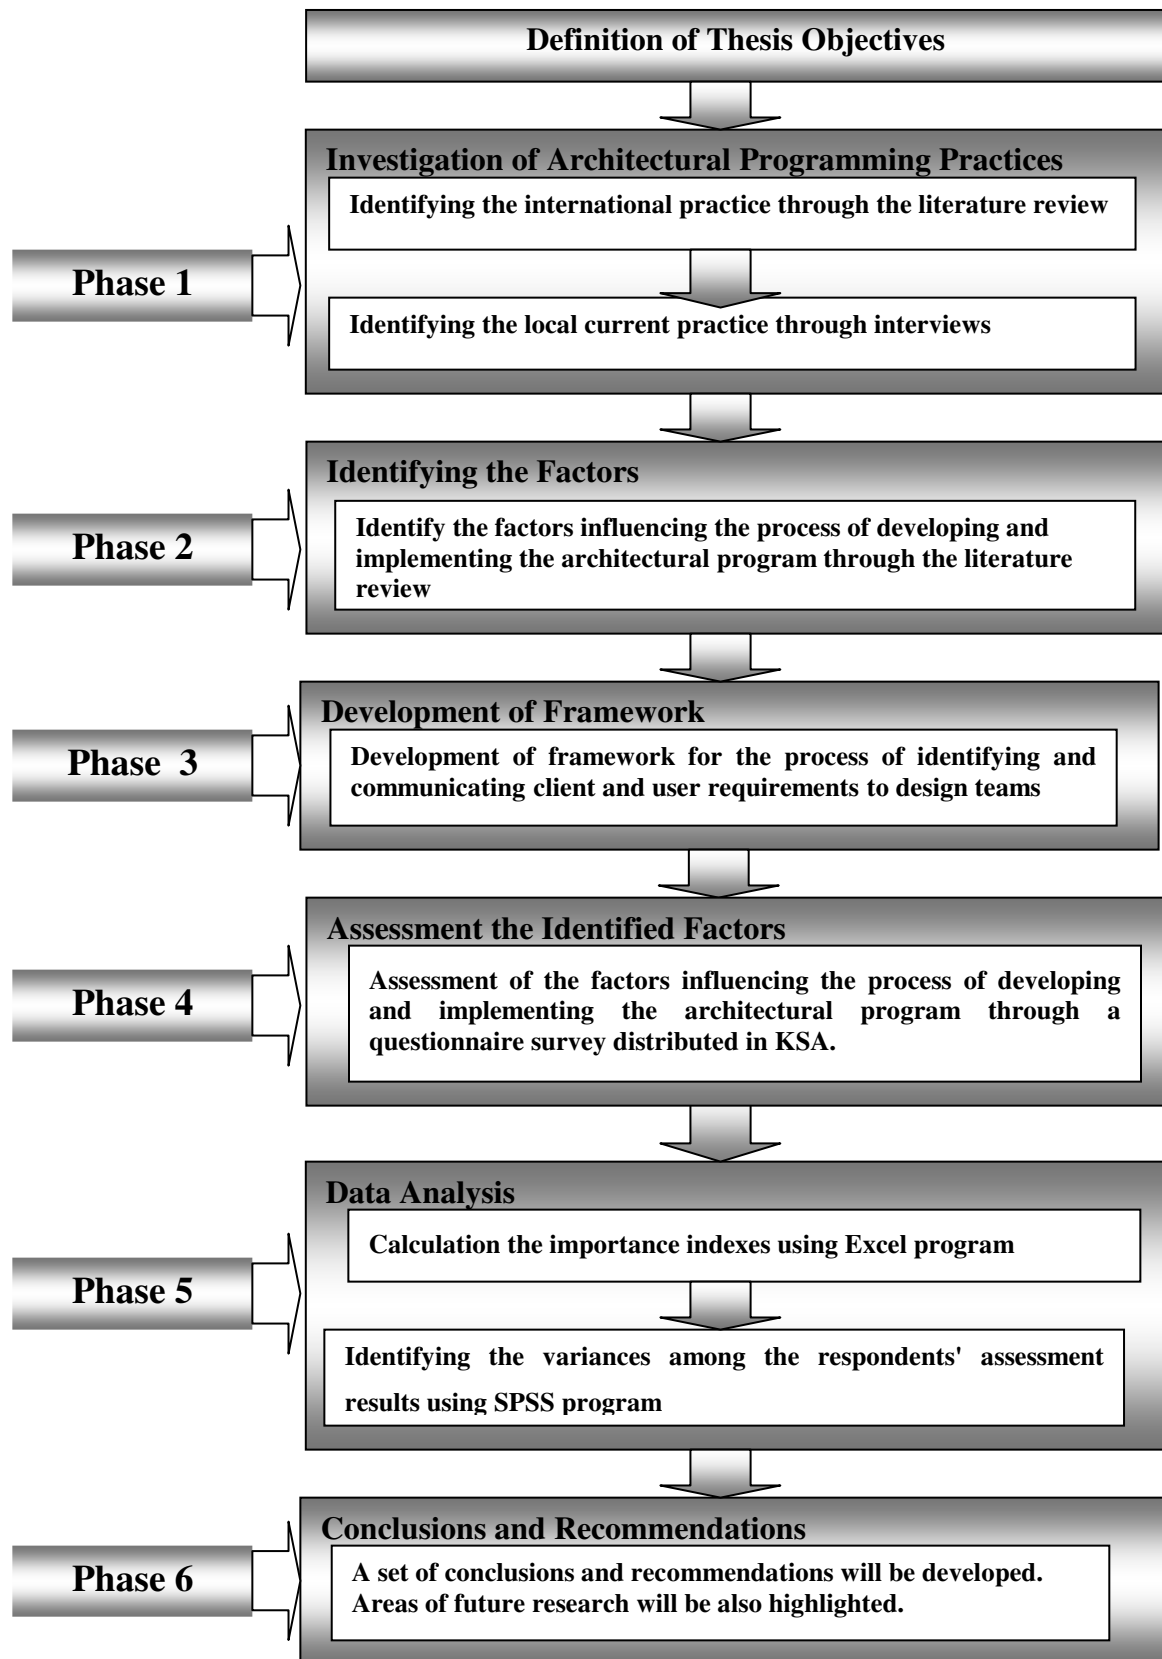 Definition of Thesis Objectives
Investigation of Architectural Programming Practices
Identifying the international practice through the literature review
Phase 1
Identifying the local current practice through interviews
Identifying the Factors
Identify the factors influencing the process of developing and
implementing the architectural program through the literature
review
Phase 2
Development of Framework
Development of framework for the process of identifying and
communicating client and user requirements to design teams
Phase 3
Assessment the Identified Factors
Assessment of the factors influencing the process of developing
and implementing the architectural program through a
questionnaire survey distributed in KSA.
Phase 4
Data Analysis
Calculation the importance indexes using Excel program
Phase 5
Identifying the variances among the respondents' assessment
results using SPSS program
Conclusions and Recommendations
A set of conclusions and recommendations will be developed.
Areas of future research will be also highlighted.
Phase 6